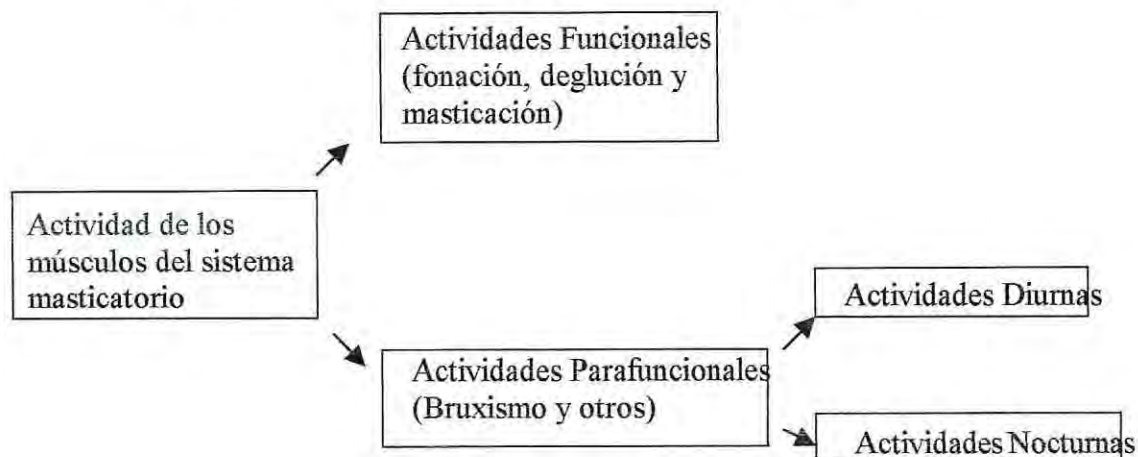 Actividades Funcionales
(fonación, deglución y
masticación)
Actividad de los
músculos del sistema
masticatorio
Actividades Diurnas
Actividades Parafuncionales
(Bruxismo y otros)
Actividades Nocturnas